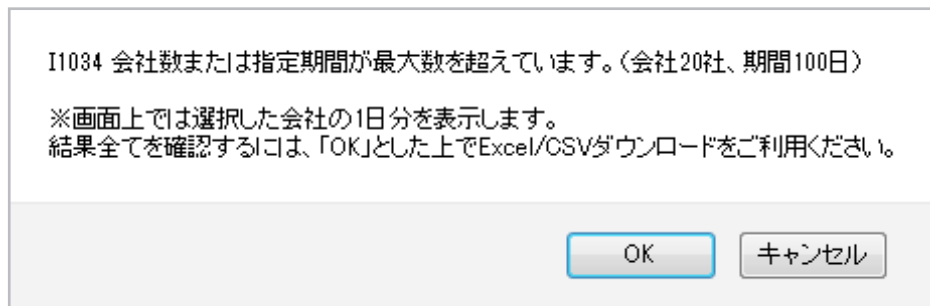 I1034 会社数または指定期間が最大数を超えています。（会社20社、期間100日）
※画面上では選択した会社の1日分を表示します。
結果全てを確認するには、「OK」とした上でExcel/CSVダウンロードをご利用ください。
OK
キャンセル